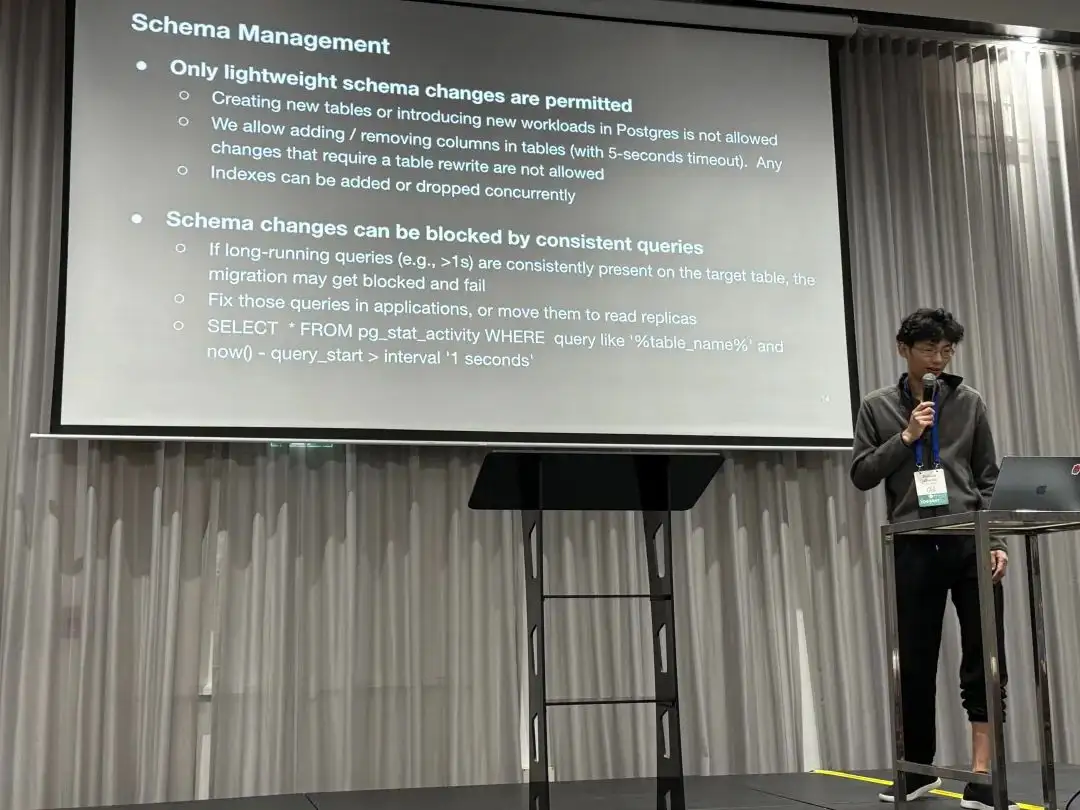 Schema Management
● Only lightweight schema changes are permitted
○ Creating new tables or introducing new workloads in Postgres is not allowed
○ We allow adding / removing columns in tables (with 5-seconds timeout). Any
changes that require a table rewrite are not allowed
○ Indexes can be added or dropped concurrently
● Schema changes can be blocked by consistent queries
○ If long-running queries (e.g., >1s) are consistently present on the target table, the
migration may get blocked and fail
○ Fix those queries in applications, or move them to read replicas
○ SELECT * FROM pg_stat_activity WHERE query like '%table_name%' and
now() - query_start > interval '1 seconds'